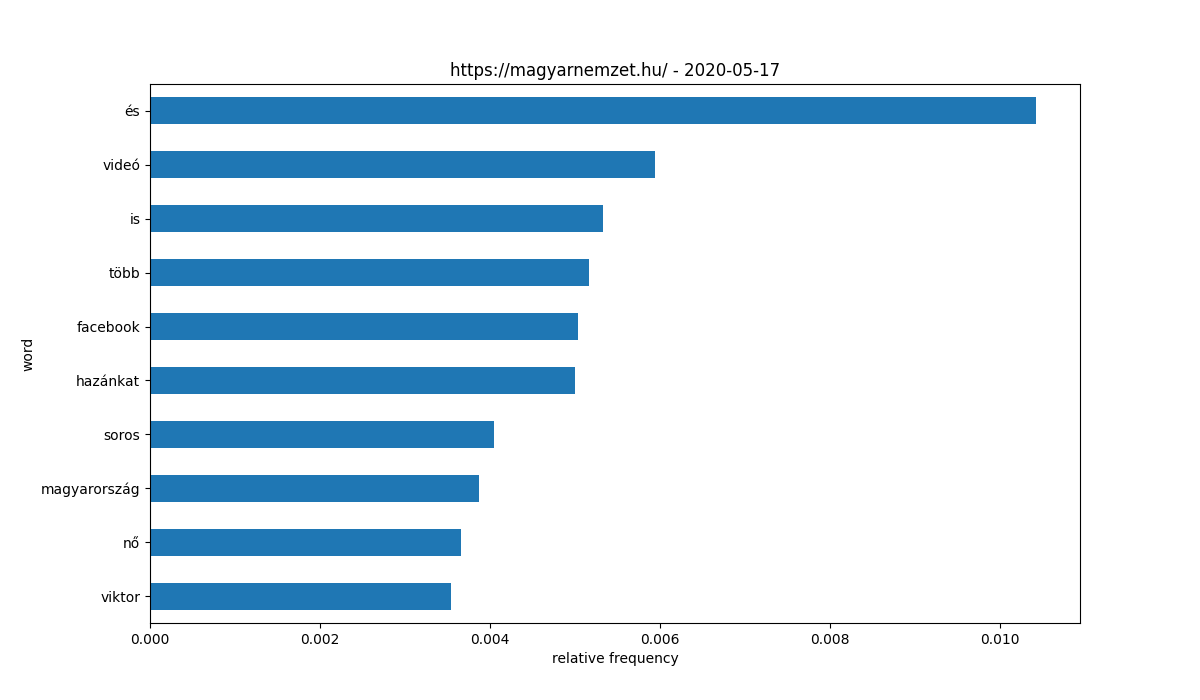 https://magyarnemzet.hu/ - 2020-05-17
és
videó
is
több
facebook
hazánkat
soros
magyarország
nő
viktor
word
0.000 0.002 0.004 0.006 0.008 0.010
relative frequency